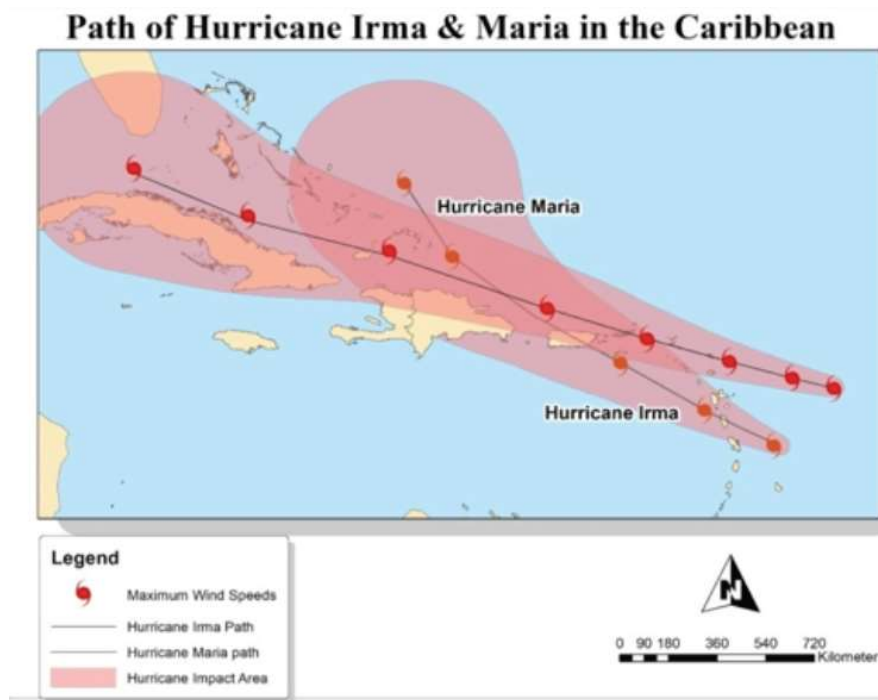 Path of Hurricane Irma & Maria in the Caribbean
Hurricane Maria
Hurricane Irma
Legend
Maximum Wind Speeds
Hurricane Irma Path
Hurricane Maria path
Hurricane Impact Area
N
0 90 180 360 540 720
Kilometer